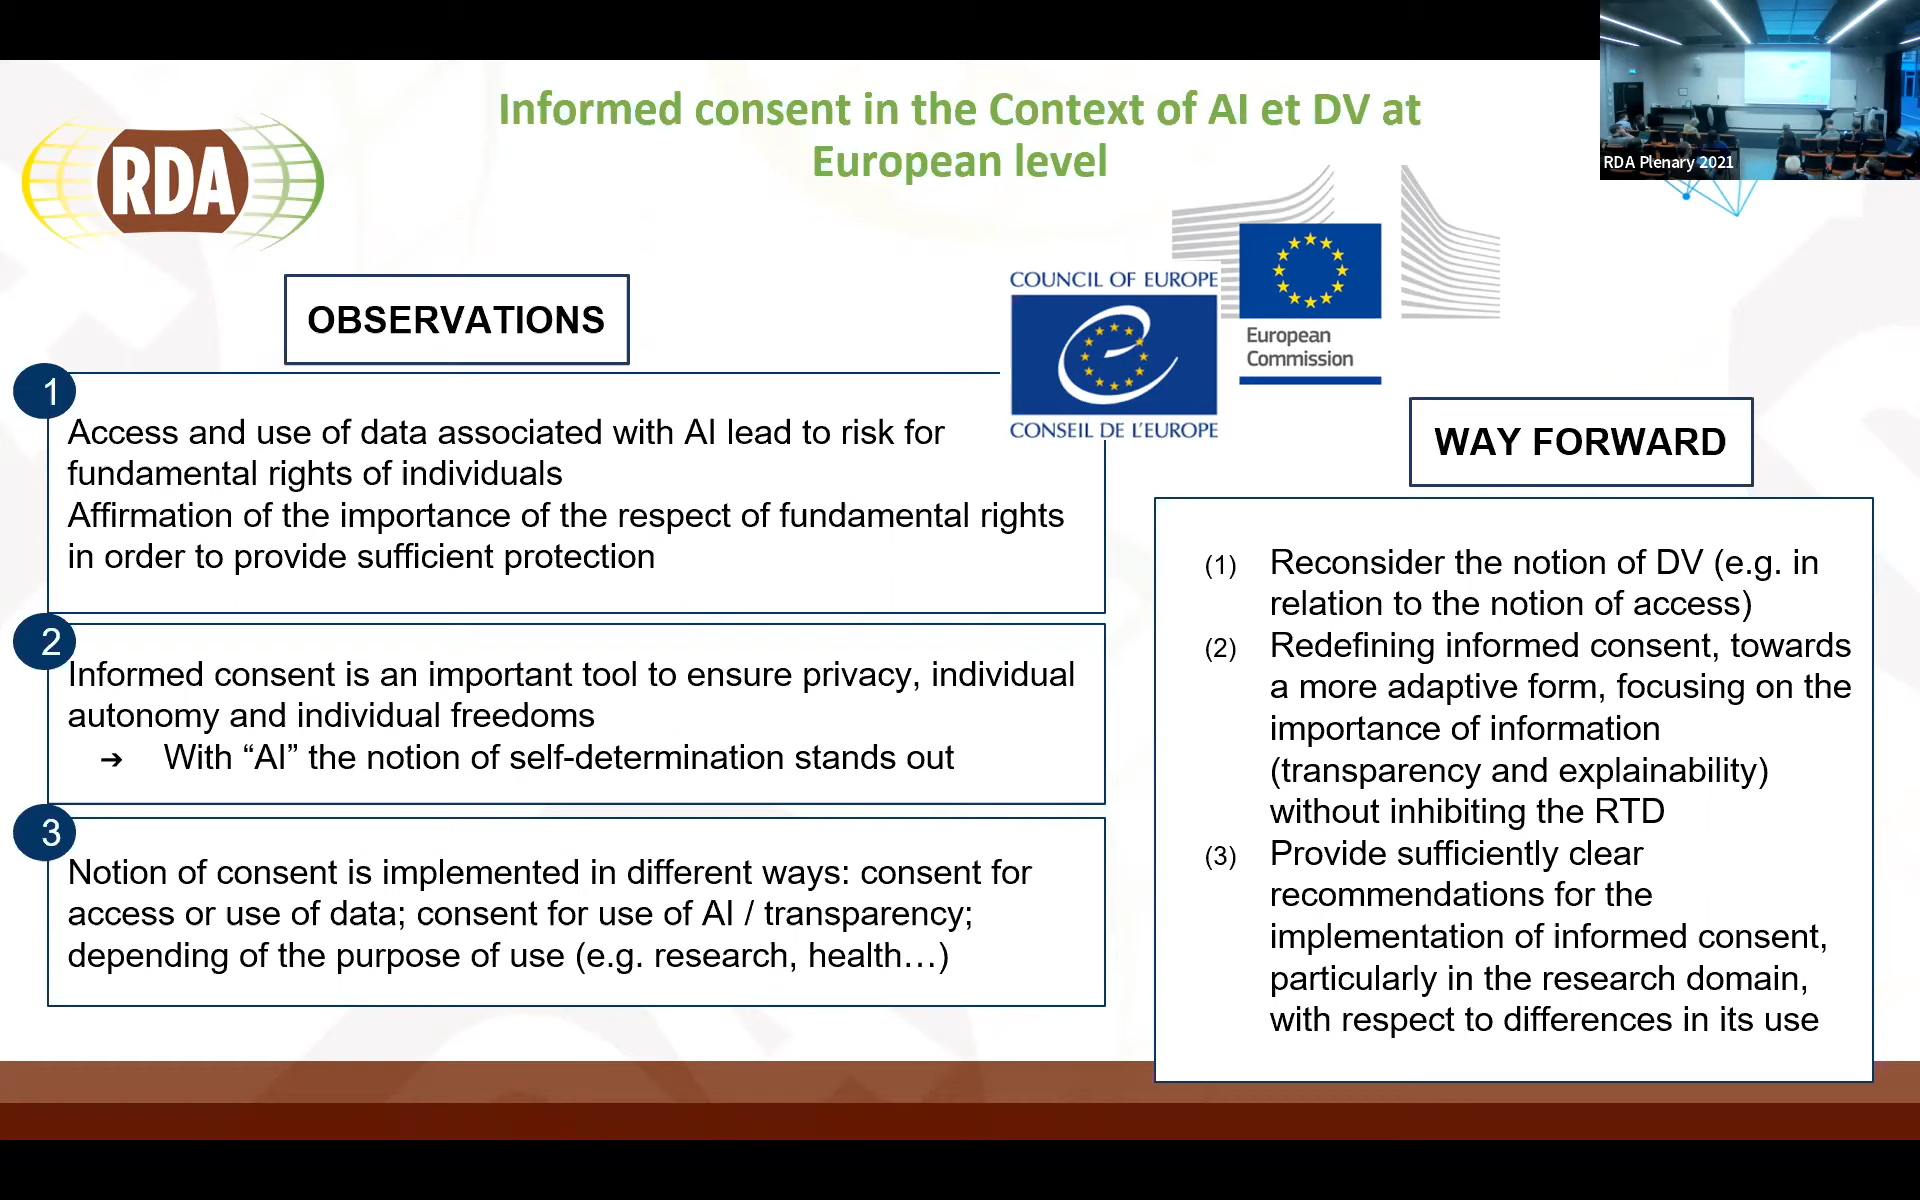 Informed consent in the Context of AI et DV at
European level
RDA
RDA Plenary 2021
OBSERVATIONS
COUNCIL OF EUROPE
CONSEIL DE L'EUROPE
European
Commission
1
Access and use of data associated with AI lead to risk for
fundamental rights of individuals
Affirmation of the importance of the respect of fundamental rights
in order to provide sufficient protection
2
Informed consent is an important tool to ensure privacy, individual
autonomy and individual freedoms
➔ With “AI” the notion of self-determination stands out
3
Notion of consent is implemented in different ways: consent for
access or use of data; consent for use of AI / transparency;
depending of the purpose of use (e.g. research, health…)
WAY FORWARD
(1) Reconsider the notion of DV (e.g. in
relation to the notion of access)
(2) Redefining informed consent, towards
a more adaptive form, focusing on the
importance of information
(transparency and explainability)
without inhibiting the RTD
(3) Provide sufficiently clear
recommendations for the
implementation of informed consent,
particularly in the research domain,
with respect to differences in its use